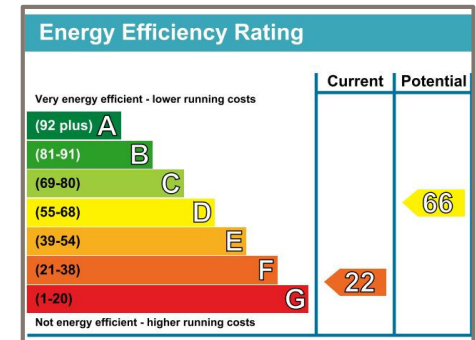 Energy Efficiency Rating
Current Potential
Very energy efficient - lower running costs
(92 plus) A
(81-91) B
(69-80) C
(55-68) D
66
(39-54) E
(21-38) F
22
(1-20) G
Not energy efficient - higher running costs